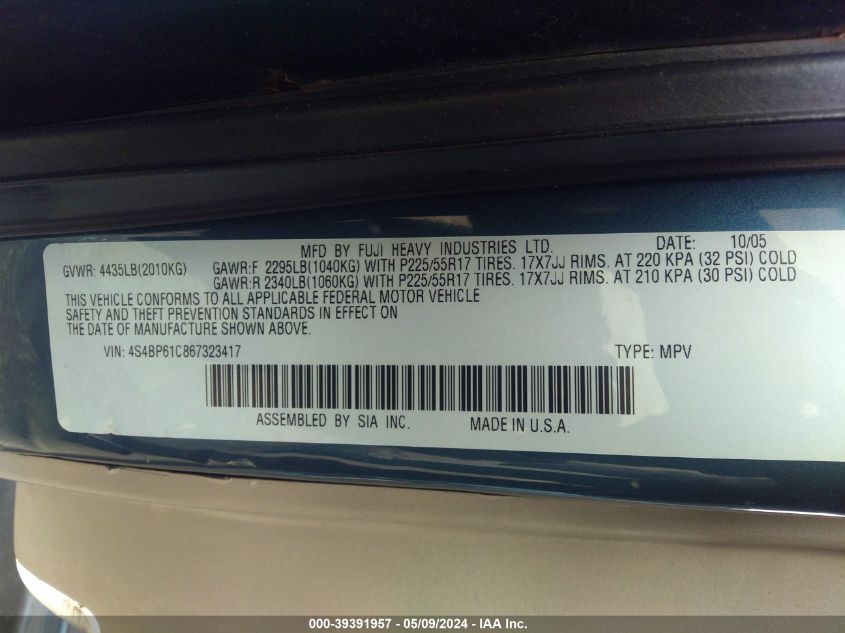 MFD BY FUJI HEAVY INDUSTRIES LTD. DATE: 10/05
GVWR: 4435LB(2010KG) GAWR:F 2295LB(1040KG) WITH P225/55R17 TIRES. 17X7JJ RIMS. AT 220 KPA (32 PSI) COLD
GAWR:R 2340LB(1060KG) WITH P225/55R17 TIRES. 17X7JJ RIMS. AT 210 KPA (30 PSI) COLD
THIS VEHICLE CONFORMS TO ALL APPLICABLE FEDERAL MOTOR VEHICLE
SAFETY AND THEFT PREVENTION STANDARDS IN EFFECT ON
THE DATE OF MANUFACTURE SHOWN ABOVE.
VIN: 4S4BP61C867323417 TYPE: MPV
ASSEMBLED BY SIA INC. MADE IN U.S.A.
000-39391957 - 05/09/2024 - IAA Inc.